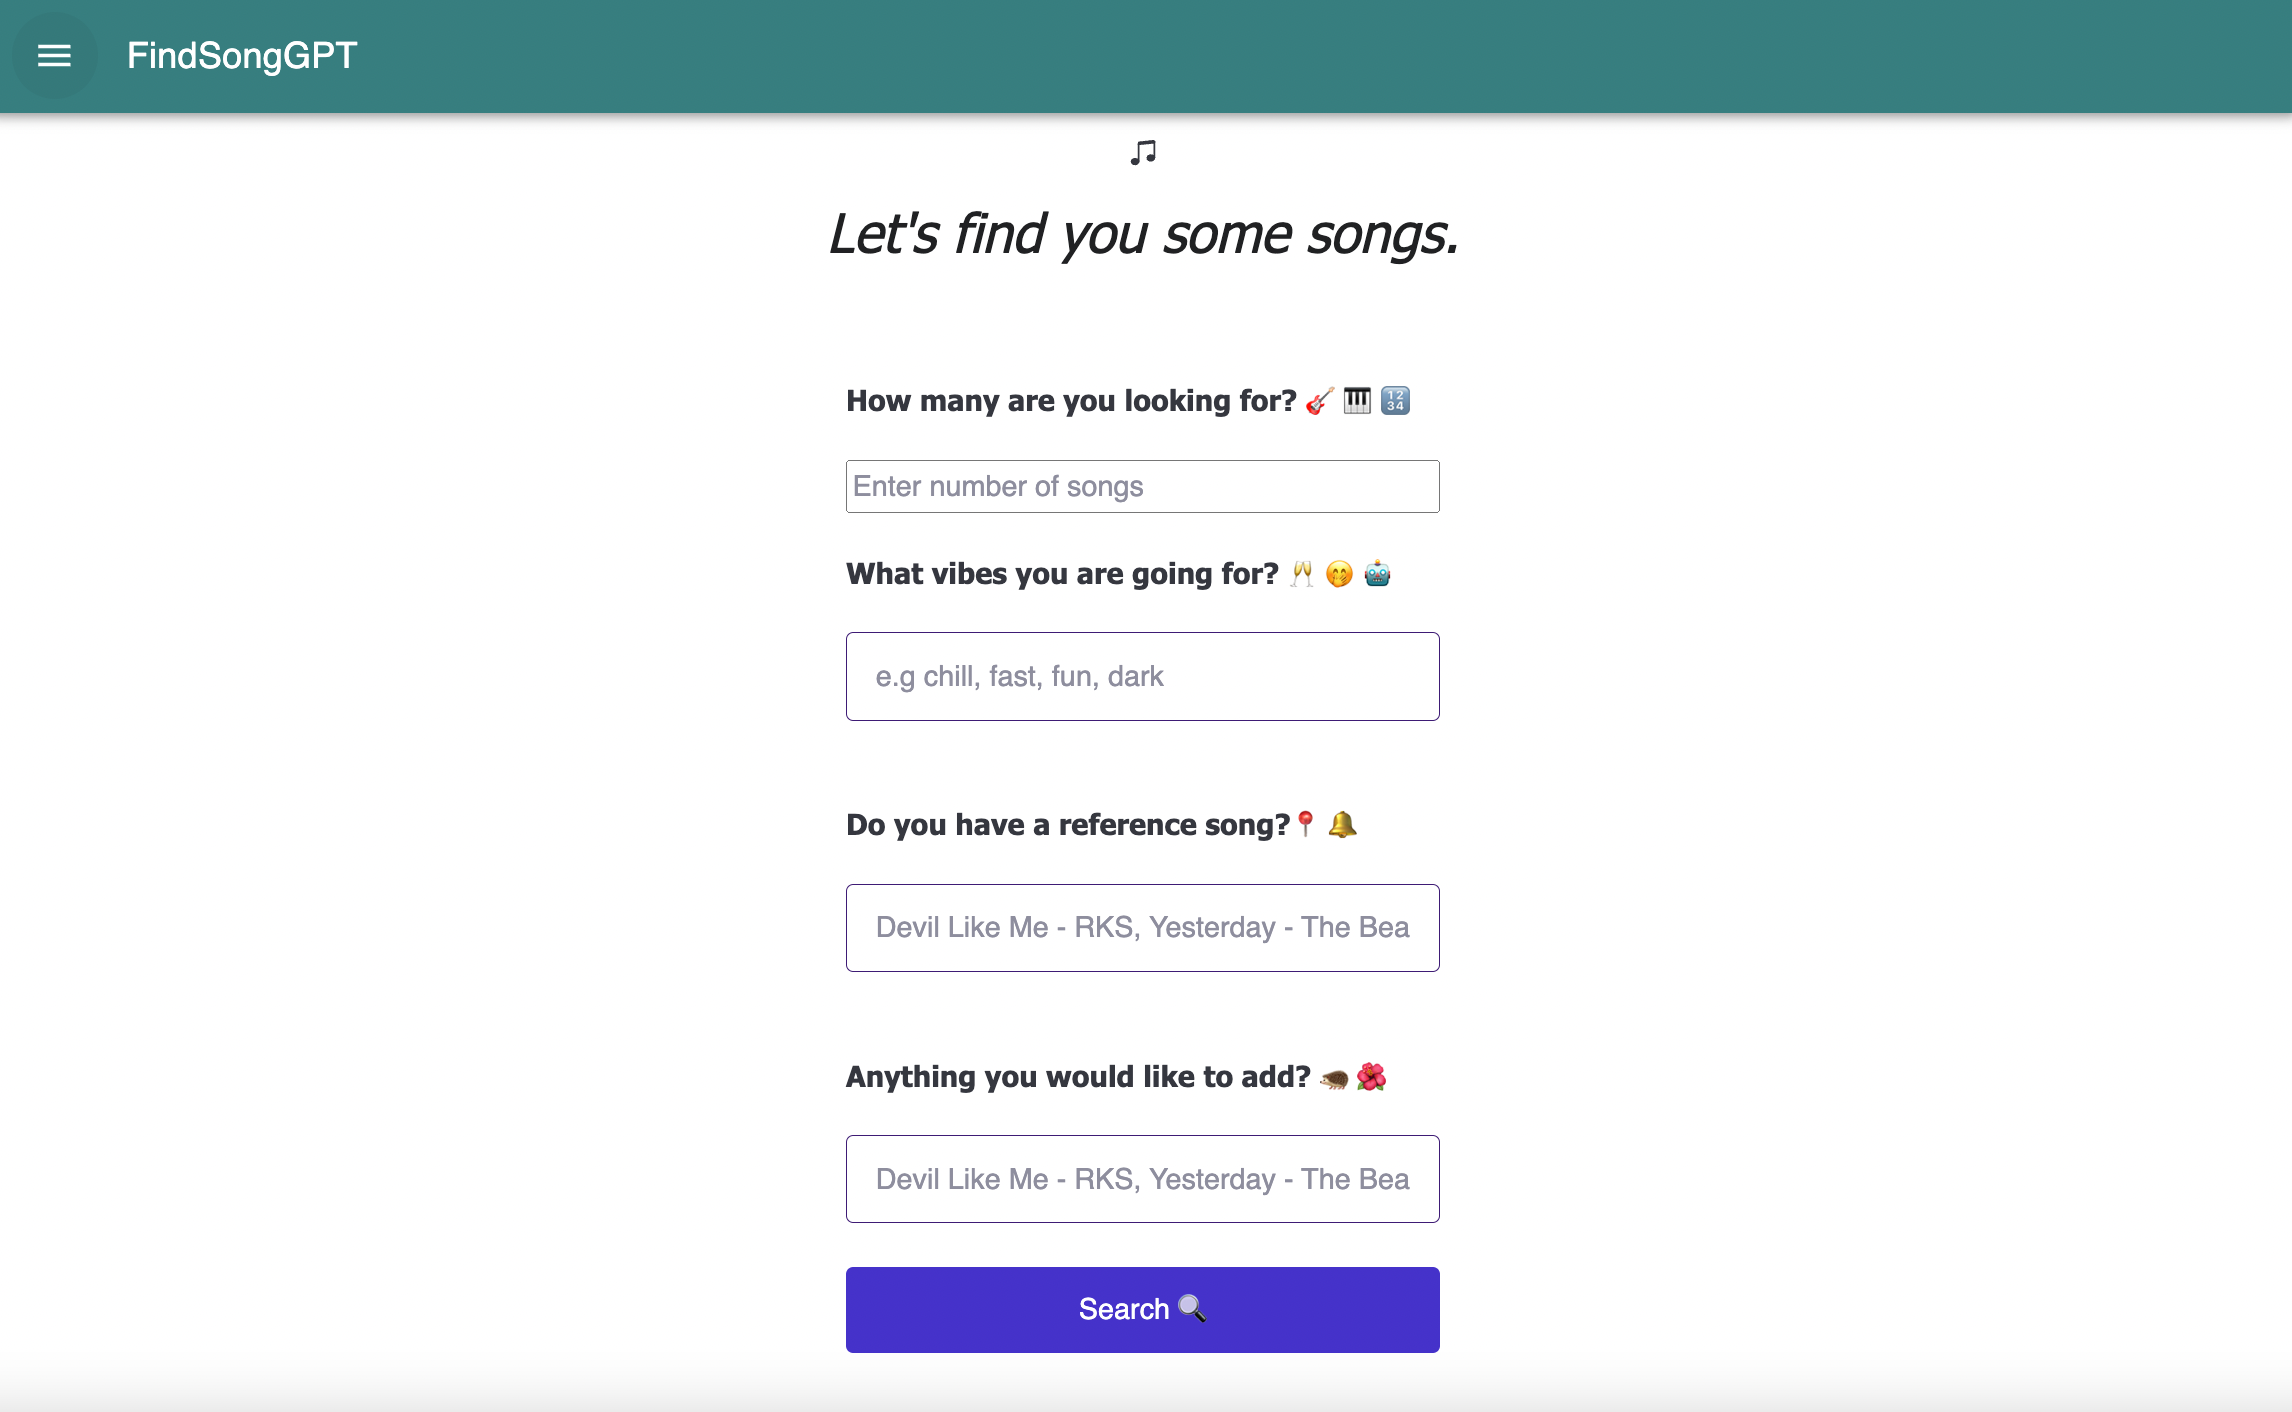 FindSongGPT
Let's find you some songs.
How many are you looking for? 🎸 🎹 🔢
Enter number of songs
What vibes you are going for? 🥂 🤭 🤖
e.g chill, fast, fun, dark
Do you have a reference song?📍 🔔
Devil Like Me - RKS, Yesterday - The Bea
Anything you would like to add? 🦔 🌺
Devil Like Me - RKS, Yesterday - The Bea
Search 🔍